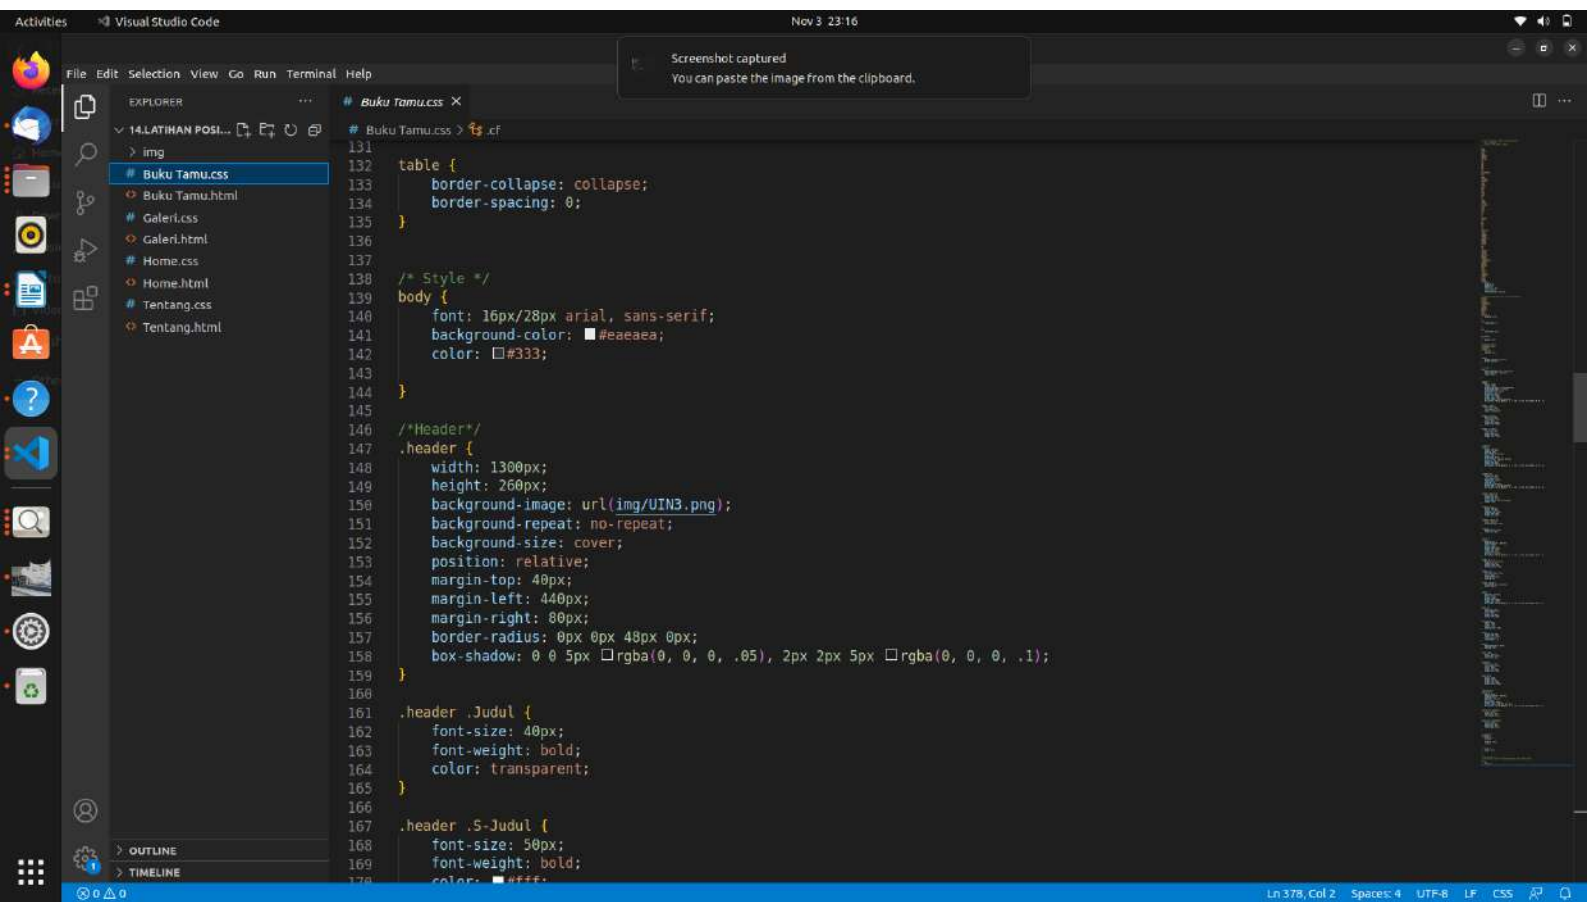 Activities Visual Studio Code Nov 3 23:16
Screenshot captured
You can paste the image from the clipboard.
File Edit Selection View Go Run Terminal Help
EXPLORER ···
14.LATIHAN POSI...
> img
# Buku Tamu.css
<> Buku Tamu.html
# Galeri.css
<> Galeri.html
# Home.css
<> Home.html
# Tentang.css
<> Tentang.html
> OUTLINE
> TIMELINE
# Buku Tamu.css ×
# Buku Tamu.css > .cf
131
132 table {
133 border-collapse: collapse;
134 border-spacing: 0;
135 }
136
137
138 /* Style */
139 body {
140 font: 16px/28px arial, sans-serif;
141 background-color: #eaeaea;
142 color: #333;
143
144 }
145
146 /*Header*/
147 .header {
148 width: 1300px;
149 height: 260px;
150 background-image: url(img/UIN3.png);
151 background-repeat: no-repeat;
152 background-size: cover;
153 position: relative;
154 margin-top: 40px;
155 margin-left: 440px;
156 margin-right: 80px;
157 border-radius: 0px 0px 48px 0px;
158 box-shadow: 0 0 5px rgba(0, 0, 0, .05), 2px 2px 5px rgba(0, 0, 0, .1);
159 }
160
161 .header .Judul {
162 font-size: 40px;
163 font-weight: bold;
164 color: transparent;
165 }
166
167 .header .S-Judul {
168 font-size: 50px;
169 font-weight: bold;
170 color: #fff;
0 0 Ln 378, Col 2 Spaces: 4 UTF-8 LF CSS